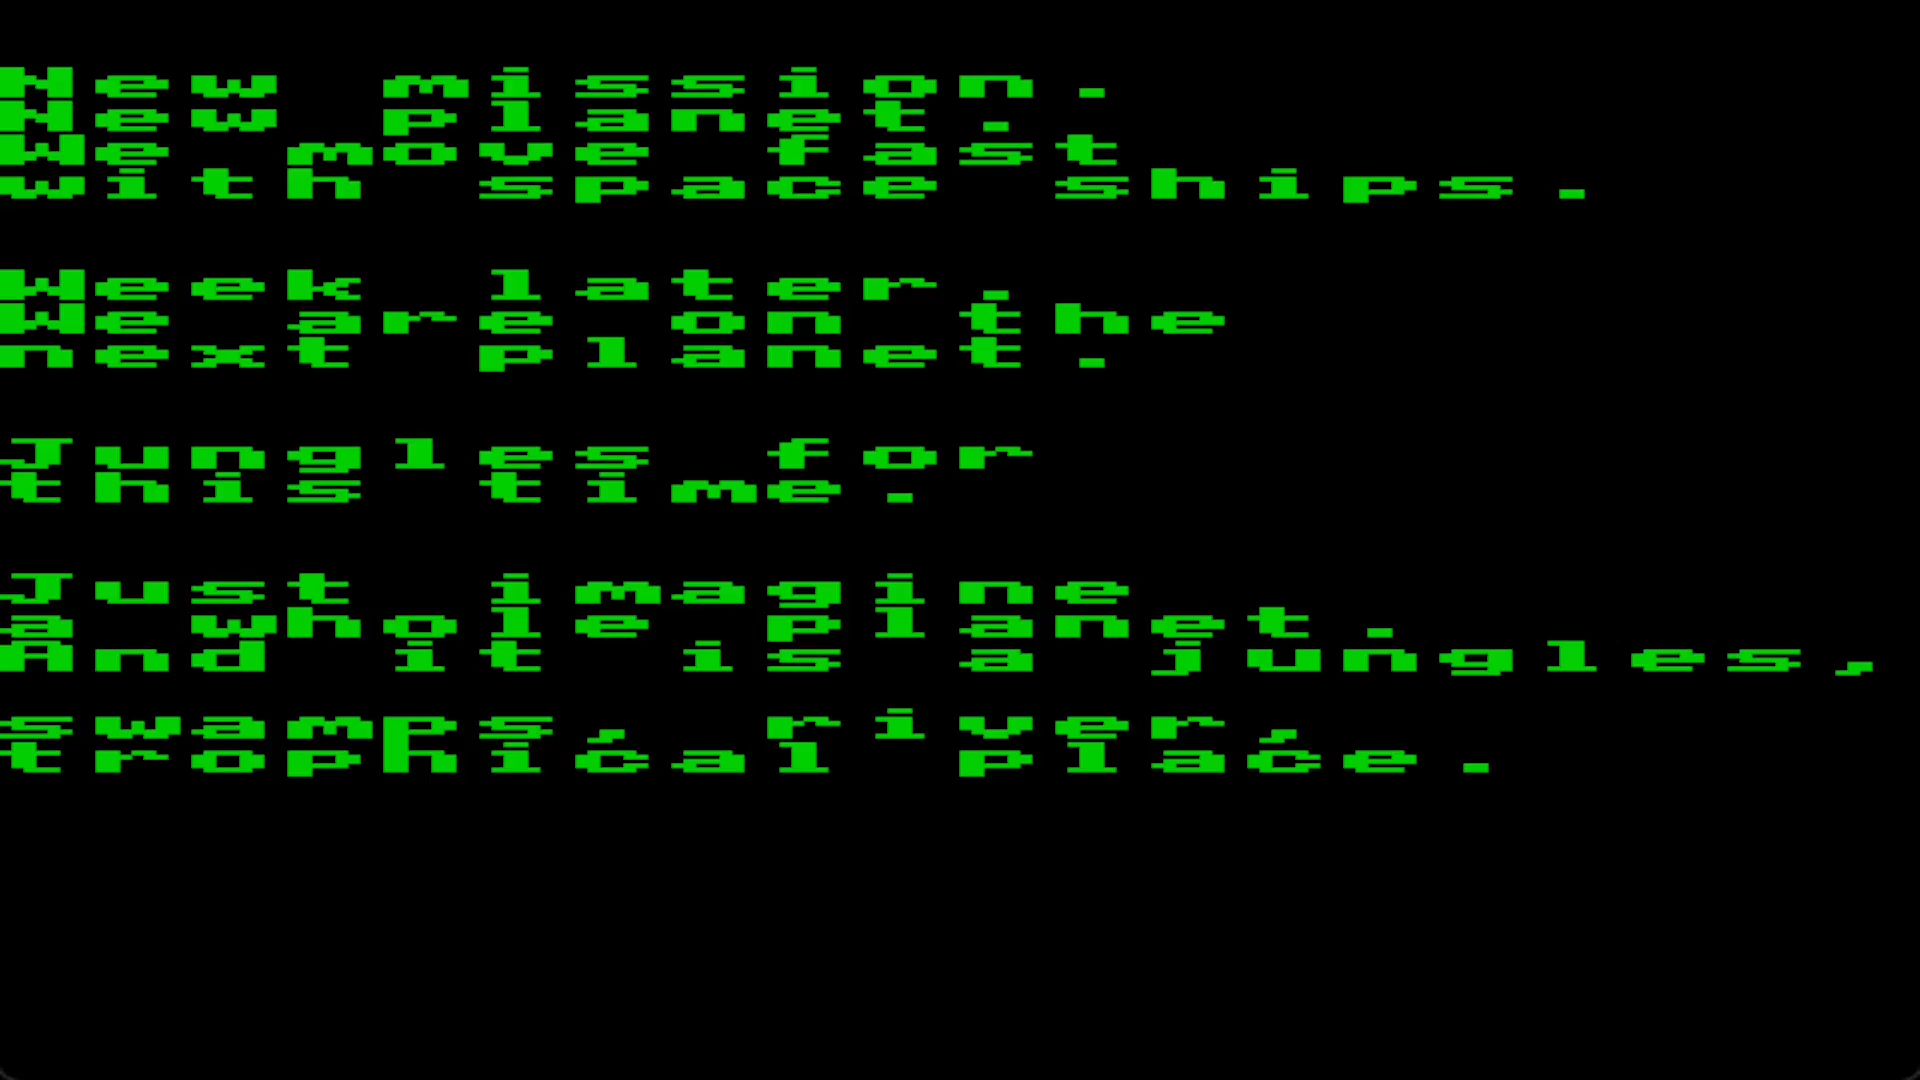 New mission.
New planet.
We move fast
with space ships.
Week later.
We are on the
next planet.
Jungles for
this time.
Just imagine
a whole planet.
And it is a jungles,
swamps, river,
trophical place.